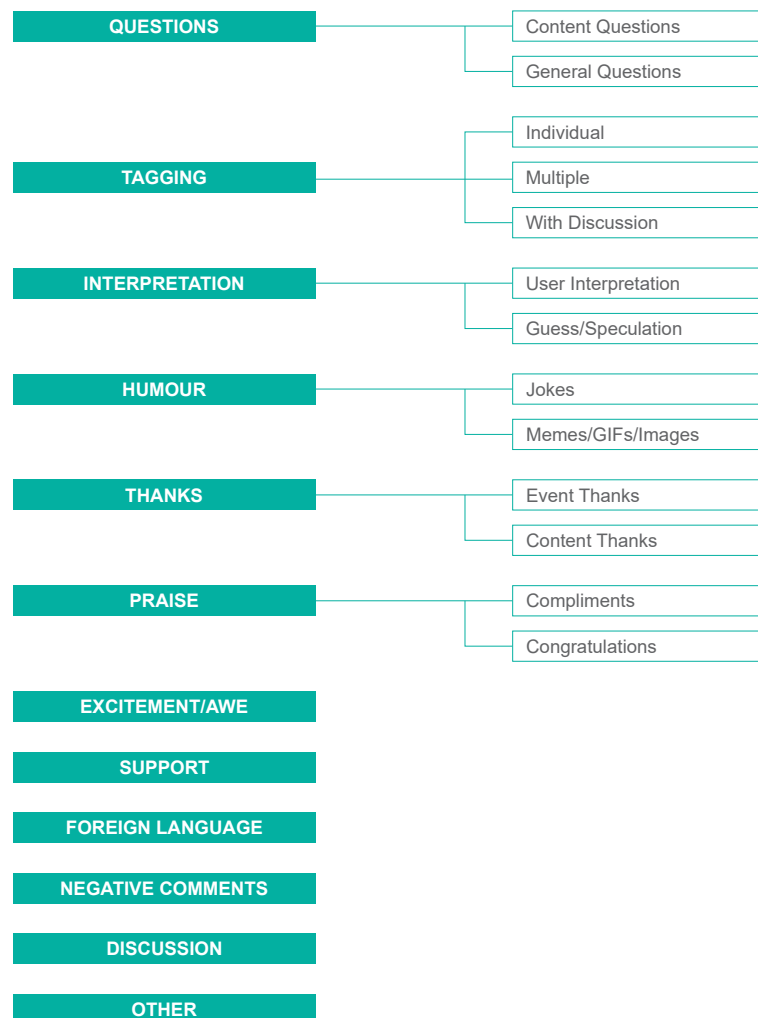 QUESTIONS
Content Questions
General Questions
TAGGING
Individual
Multiple
With Discussion
INTERPRETATION
User Interpretation
Guess/Speculation
HUMOUR
Jokes
Memes/GIFs/Images
THANKS
Event Thanks
Content Thanks
PRAISE
Compliments
Congratulations
EXCITEMENT/AWE
SUPPORT
FOREIGN LANGUAGE
NEGATIVE COMMENTS
DISCUSSION
OTHER